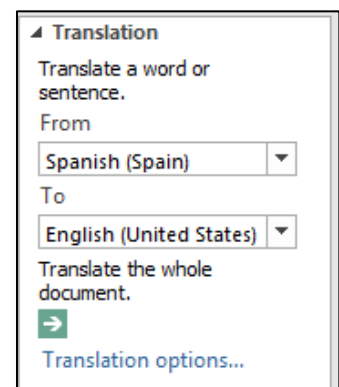 Translation
Translate a word or
sentence.
From
Spanish (Spain)
To
English (United States)
Translate the whole
document.
Translation options...